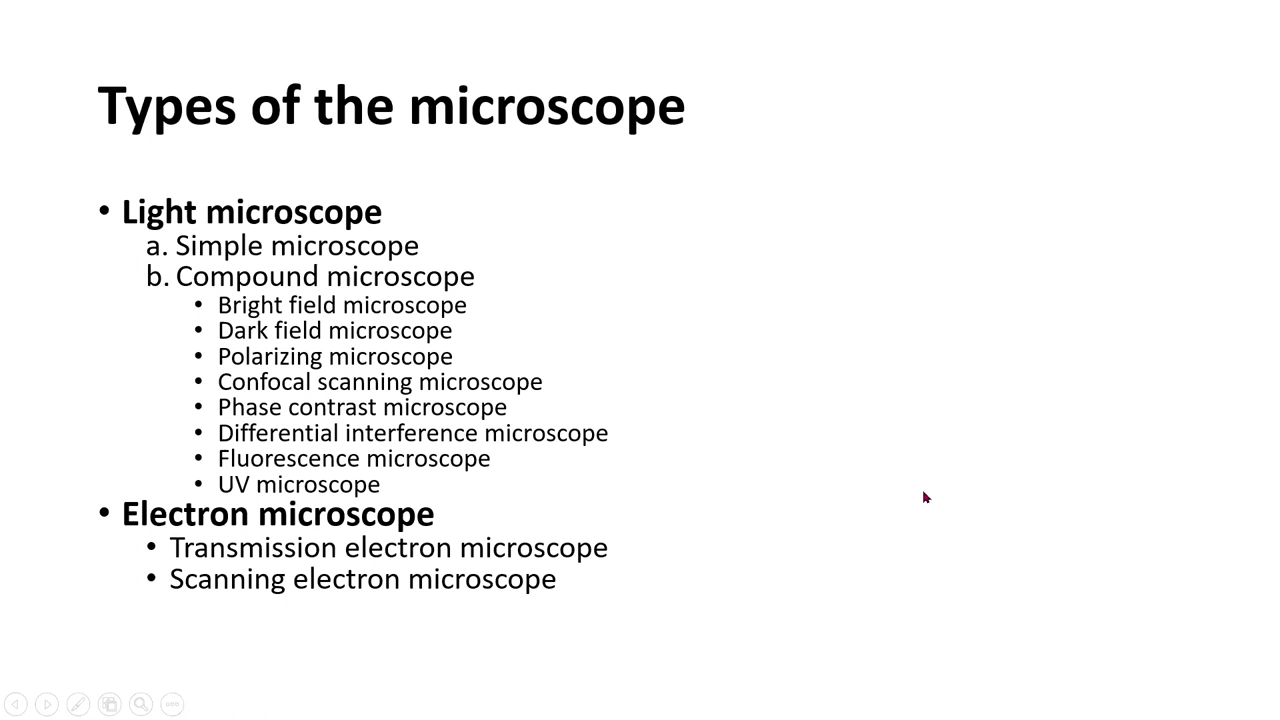 Types of the microscope
• Light microscope
a. Simple microscope
b. Compound microscope
• Bright field microscope
• Dark field microscope
• Polarizing microscope
• Confocal scanning microscope
• Phase contrast microscope
• Differential interference microscope
• Fluorescence microscope
• UV microscope
• Electron microscope
• Transmission electron microscope
• Scanning electron microscope